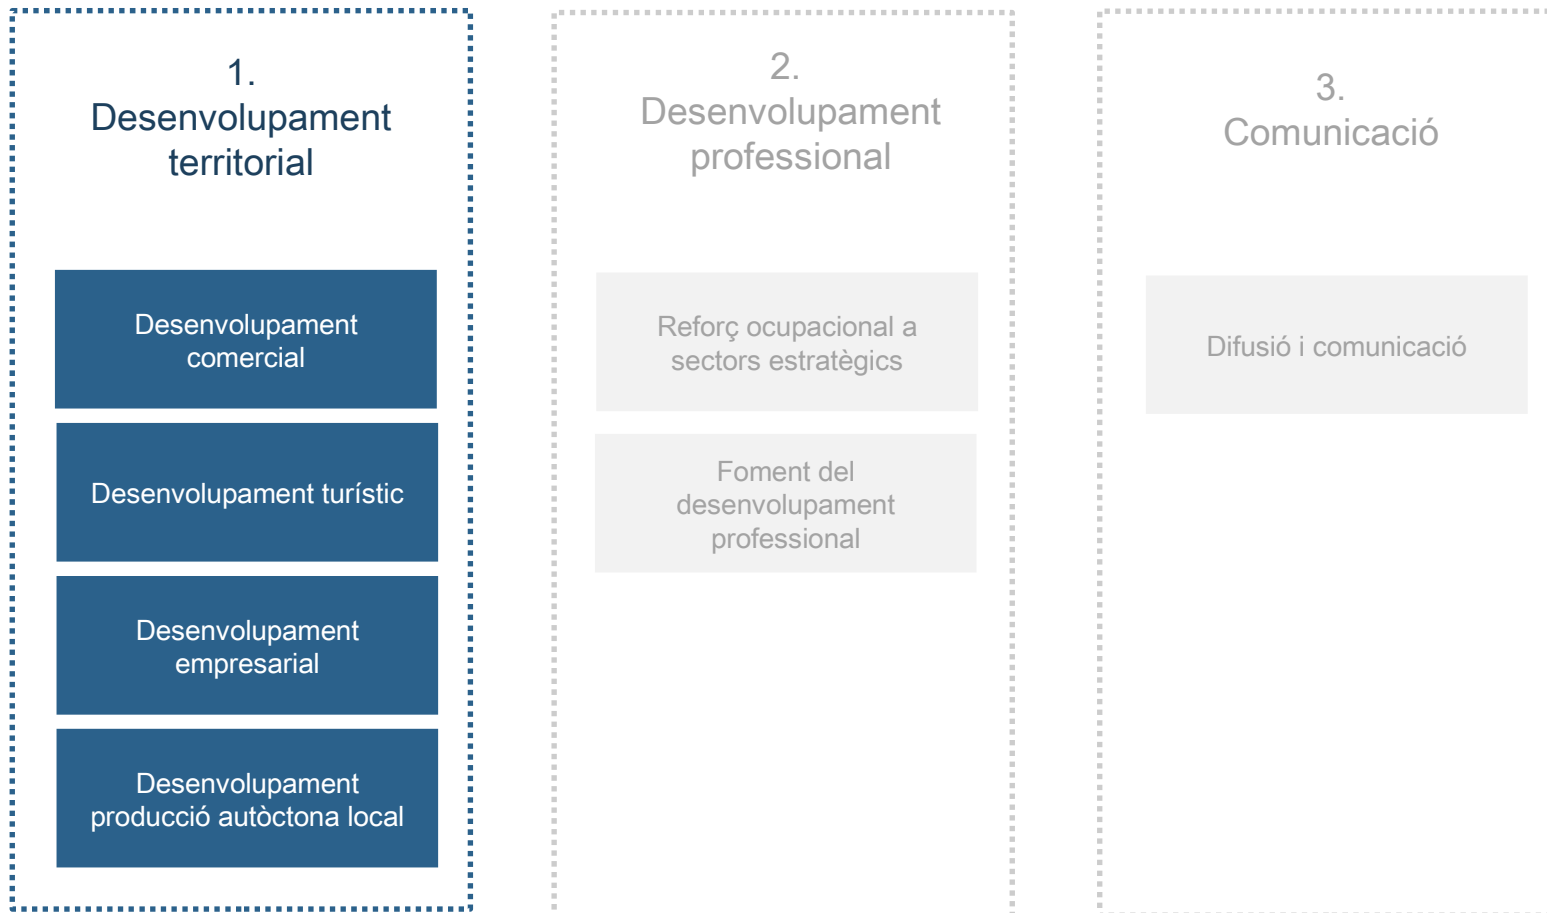 1.
Desenvolupament
territorial
Desenvolupament
comercial
Desenvolupament turístic
Desenvolupament
empresarial
Desenvolupament
producció autòctona local
2.
Desenvolupament
professional
Reforç ocupacional a
sectors estratègics
Foment del
desenvolupament
professional
3.
Comunicació
Difusió i comunicació